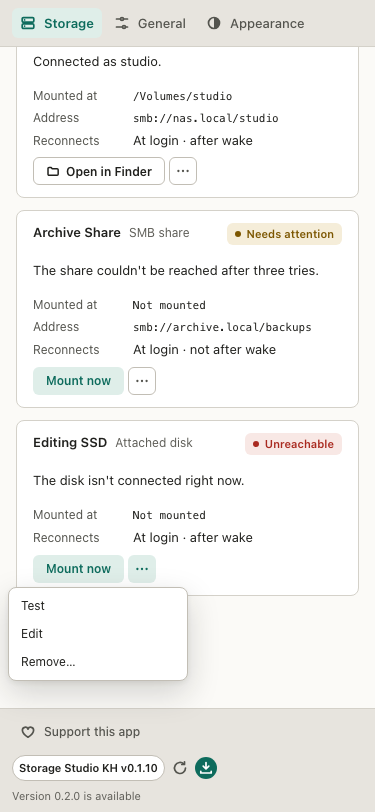 Storage
General
Appearance
Connected as studio.
Mounted at /Volumes/studio
Address smb://nas.local/studio
Reconnects At login · after wake
Open in Finder ···
Archive Share SMB share Needs attention
The share couldn't be reached after three tries.
Mounted at Not mounted
Address smb://archive.local/backups
Reconnects At login · not after wake
Mount now ···
Editing SSD Attached disk Unreachable
The disk isn't connected right now.
Mounted at Not mounted
Reconnects At login · after wake
Mount now ···
Test
Edit
Remove...
Support this app
Storage Studio KH v0.1.10
Version 0.2.0 is available